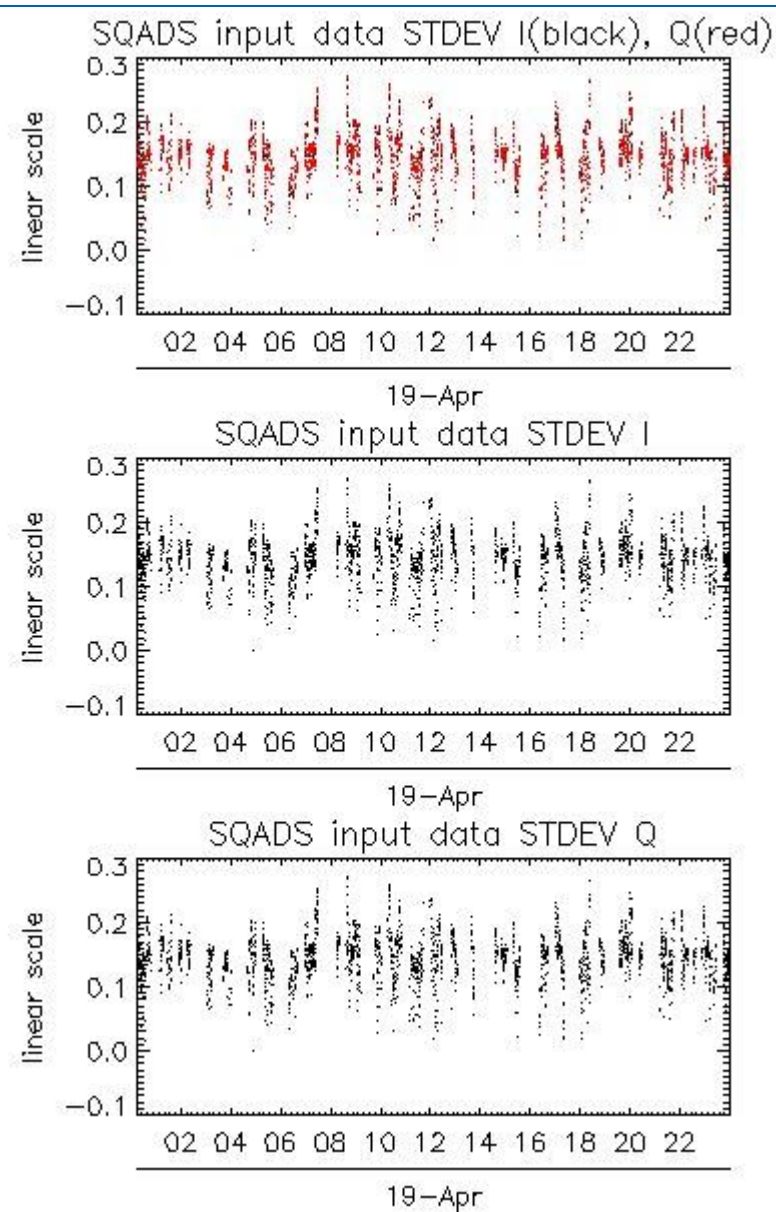 SQADS input data STDEV I(black), Q(red)
0.3
0.2
0.1
0.0
−0.1
linear scale
02 04 06 08 10 12 14 16 18 20 22
19−Apr
SQADS input data STDEV I
0.3
0.2
0.1
0.0
−0.1
linear scale
02 04 06 08 10 12 14 16 18 20 22
19−Apr
SQADS input data STDEV Q
0.3
0.2
0.1
0.0
−0.1
linear scale
02 04 06 08 10 12 14 16 18 20 22
19−Apr